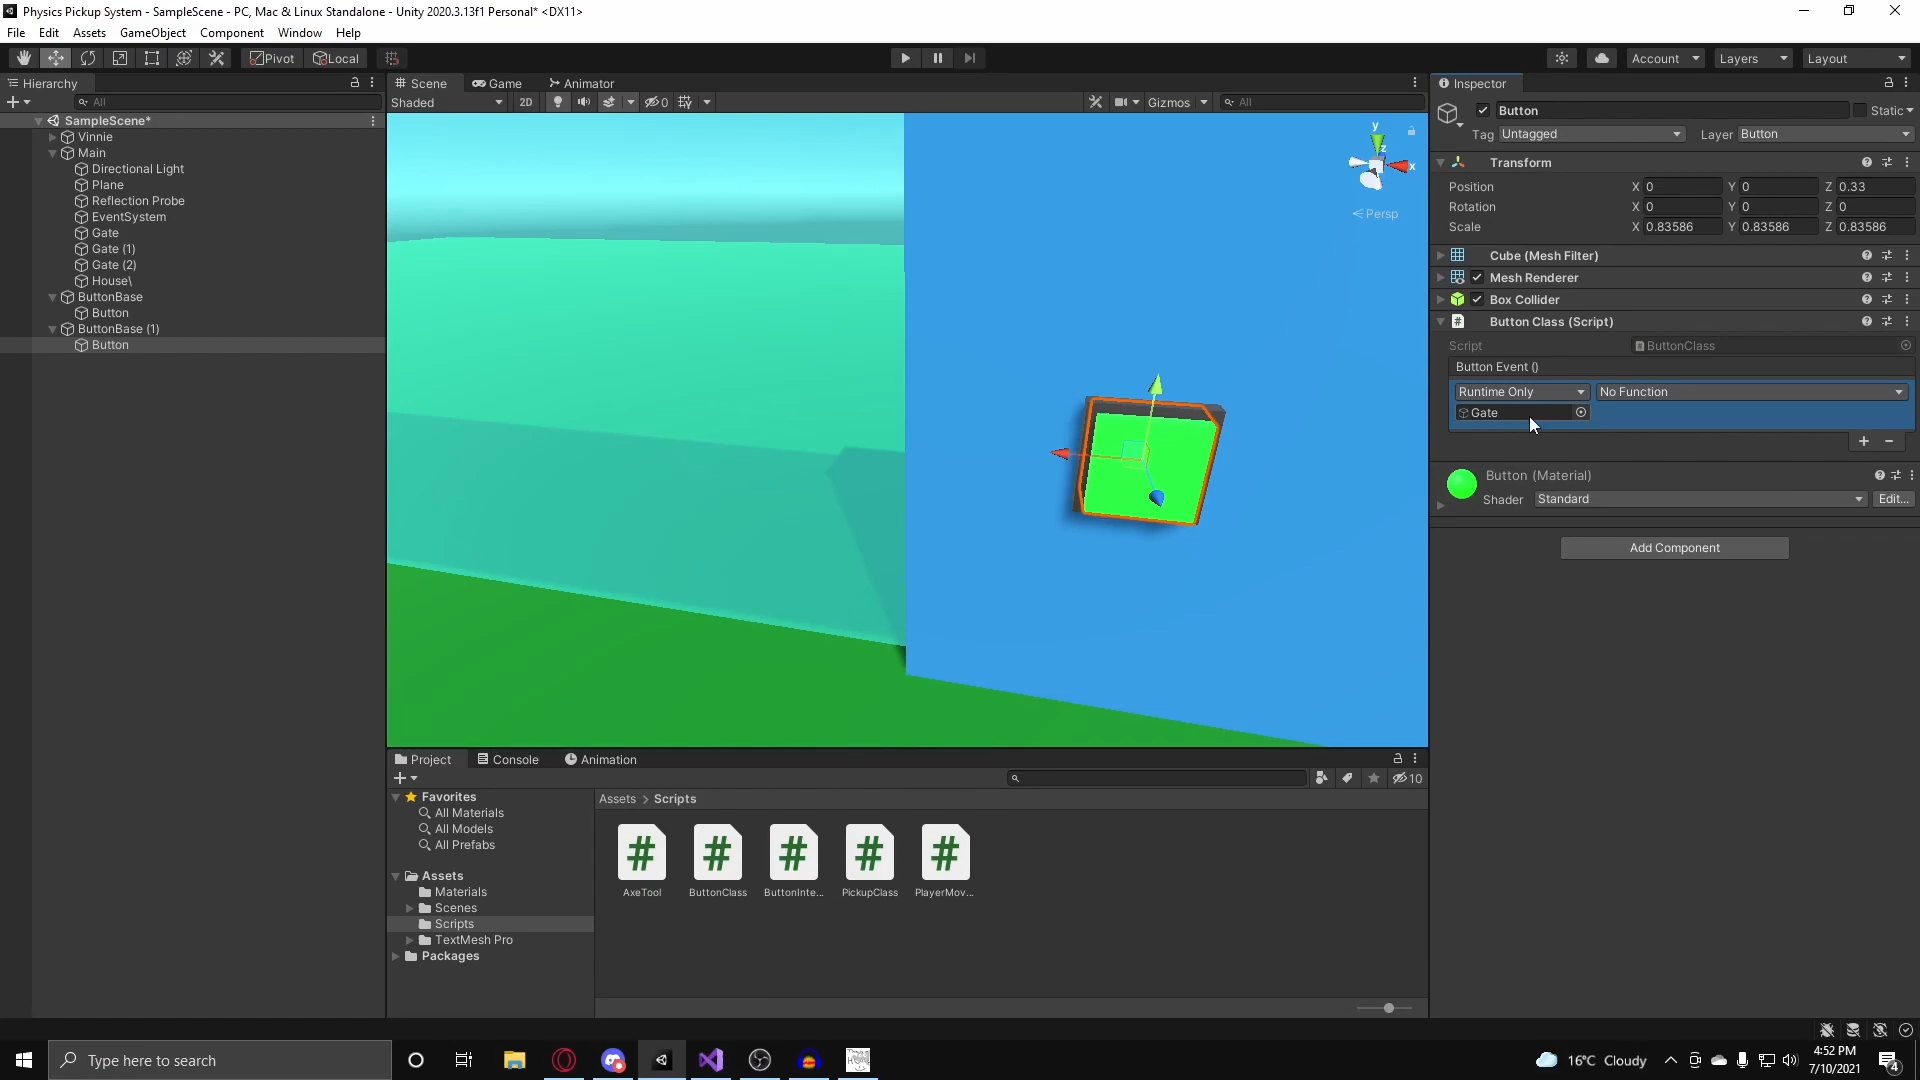 Physics Pickup System - SampleScene - PC, Mac & Linux Standalone - Unity 2020.3.13f1 Personal* <DX11>
File Edit Assets GameObject Component Window Help
Pivot Local Account Layers Layout
Hierarchy
All
SampleScene*
Vinnie
Main
Directional Light
Plane
Reflection Probe
EventSystem
Gate
Gate (1)
Gate (2)
House\
ButtonBase
Button
ButtonBase (1)
Button
Scene Game Animator
Shaded 2D 0 Gizmos All
y
z
x
Persp
Project Console Animation
10
Favorites
All Materials
All Models
All Prefabs
Assets
Materials
Scenes
Scripts
TextMesh Pro
Packages
Assets > Scripts
AxeTool ButtonClass ButtonInte... PickupClass PlayerMov...
Inspector
Button Static
Tag Untagged Layer Button
Transform
Position X 0 Y 0 Z 0.33
Rotation X 0 Y 0 Z 0
Scale X 0.83586 Y 0.83586 Z 0.83586
Cube (Mesh Filter)
Mesh Renderer
Box Collider
Button Class (Script)
Script ButtonClass
Button Event ()
Runtime Only No Function
Gate
Button (Material)
Shader Standard Edit...
Add Component
Type here to search
16°C Cloudy
4:52 PM
7/10/2021
4